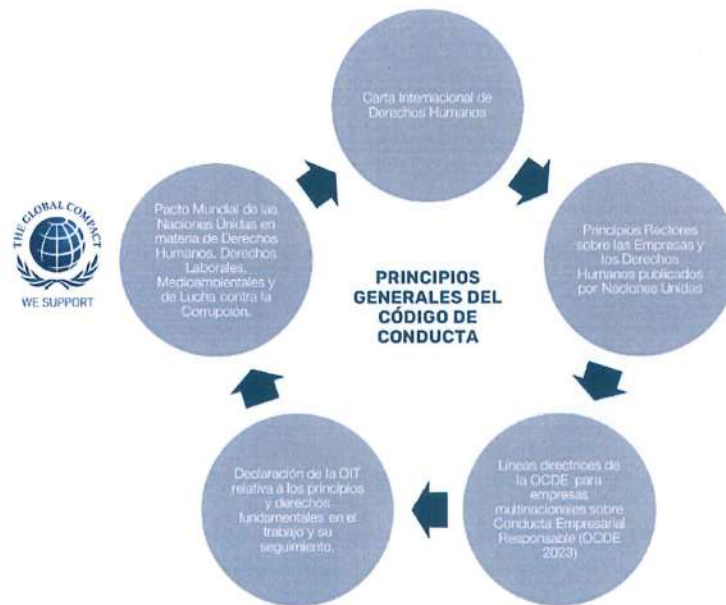 Carta Internacional de
Derechos Humanos
Principios Rectores
sobre las Empresas y
los Derechos
Humanos publicados
por Naciones Unidas
Líneas directrices de
la OCDE para
empresas
multinacionales sobre
Conducta Empresarial
Responsable (OCDE
2023)
Declaración de la OIT
relativa a los principios
y derechos
fundamentales en el
trabajo y su
seguimiento.
Pacto Mundial de las
Naciones Únidas en
materia de Derechos
Humanos, Derechos
Laborales,
Medioambientales y
de Lucha contra la
Corrupción.
THE GLOBAL COMPACT
WE SUPPORT
PRINCIPIOS
GENERALES DEL
CÓDIGO DE
CONDUCTA